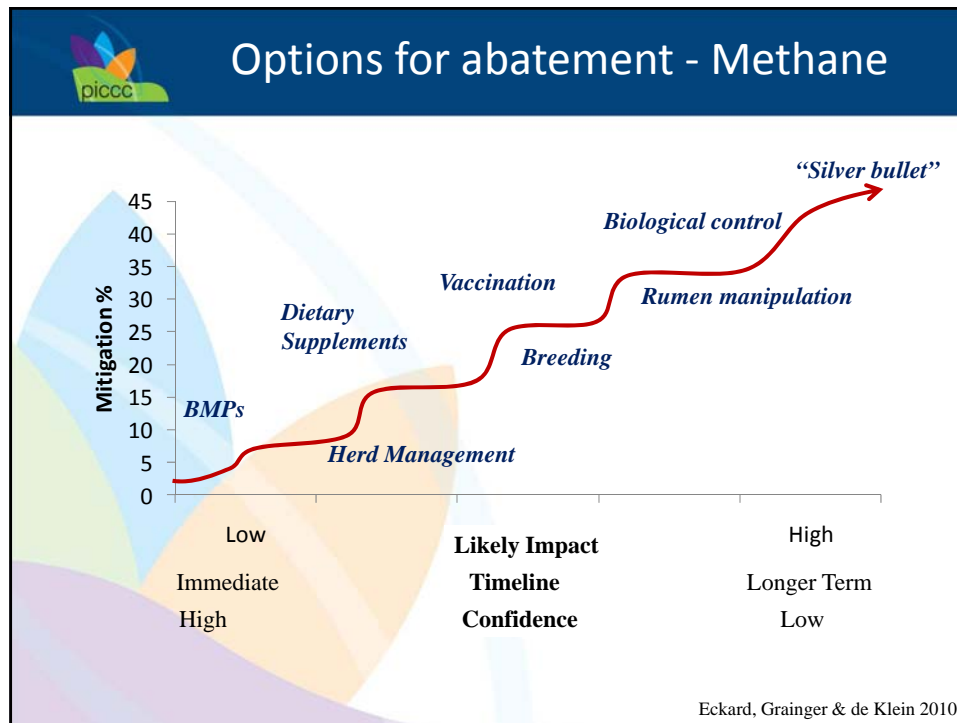 piccc
Options for abatement - Methane
“Silver bullet”
Biological control
Rumen manipulation
Vaccination
Breeding
Dietary
Supplements
Herd Management
BMPs
Mitigation %
45
40
35
30
25
20
15
10
5
0
Low Likely Impact High
Immediate Timeline Longer Term
High Confidence Low
Eckard, Grainger & de Klein 2010